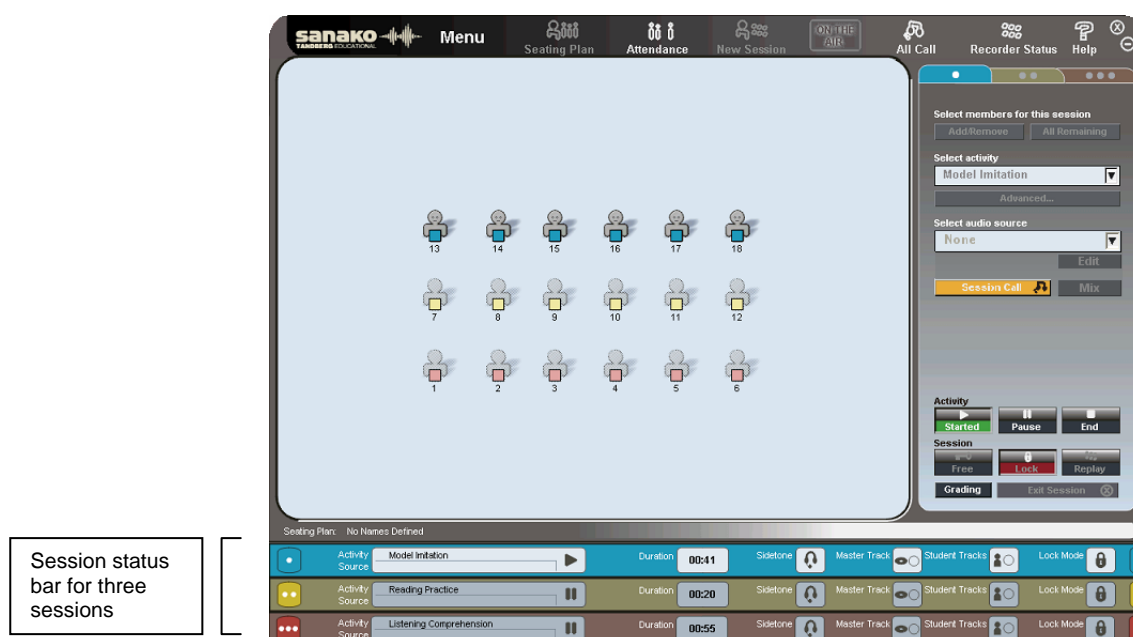 sanako
TANDBERG EDUCATIONAL
Menu
Seating Plan
Attendance
New Session
ON THE
AIR
All Call
Recorder Status
Help
Select members for this session
Add/Remove
All Remaining
Select activity
Model Imitation
Advanced...
Select audio source
None
Edit
Session Call
Mix
13
14
15
16
17
18
7
8
9
10
11
12
1
2
3
4
5
6
Activity
Started
Pause
End
Session
Free
Lock
Replay
Grading
Exit Session
Seating Plan: No Names Defined
Session status
bar for three
sessions
Activity Model Imitation Duration 00:41 Sidetone Master Track Student Tracks Lock Mode
Source
Activity Reading Practice Duration 00:20 Sidetone Master Track Student Tracks Lock Mode
Source
Activity Listening Comprehension Duration 00:55 Sidetone Master Track Student Tracks Lock Mode
Source